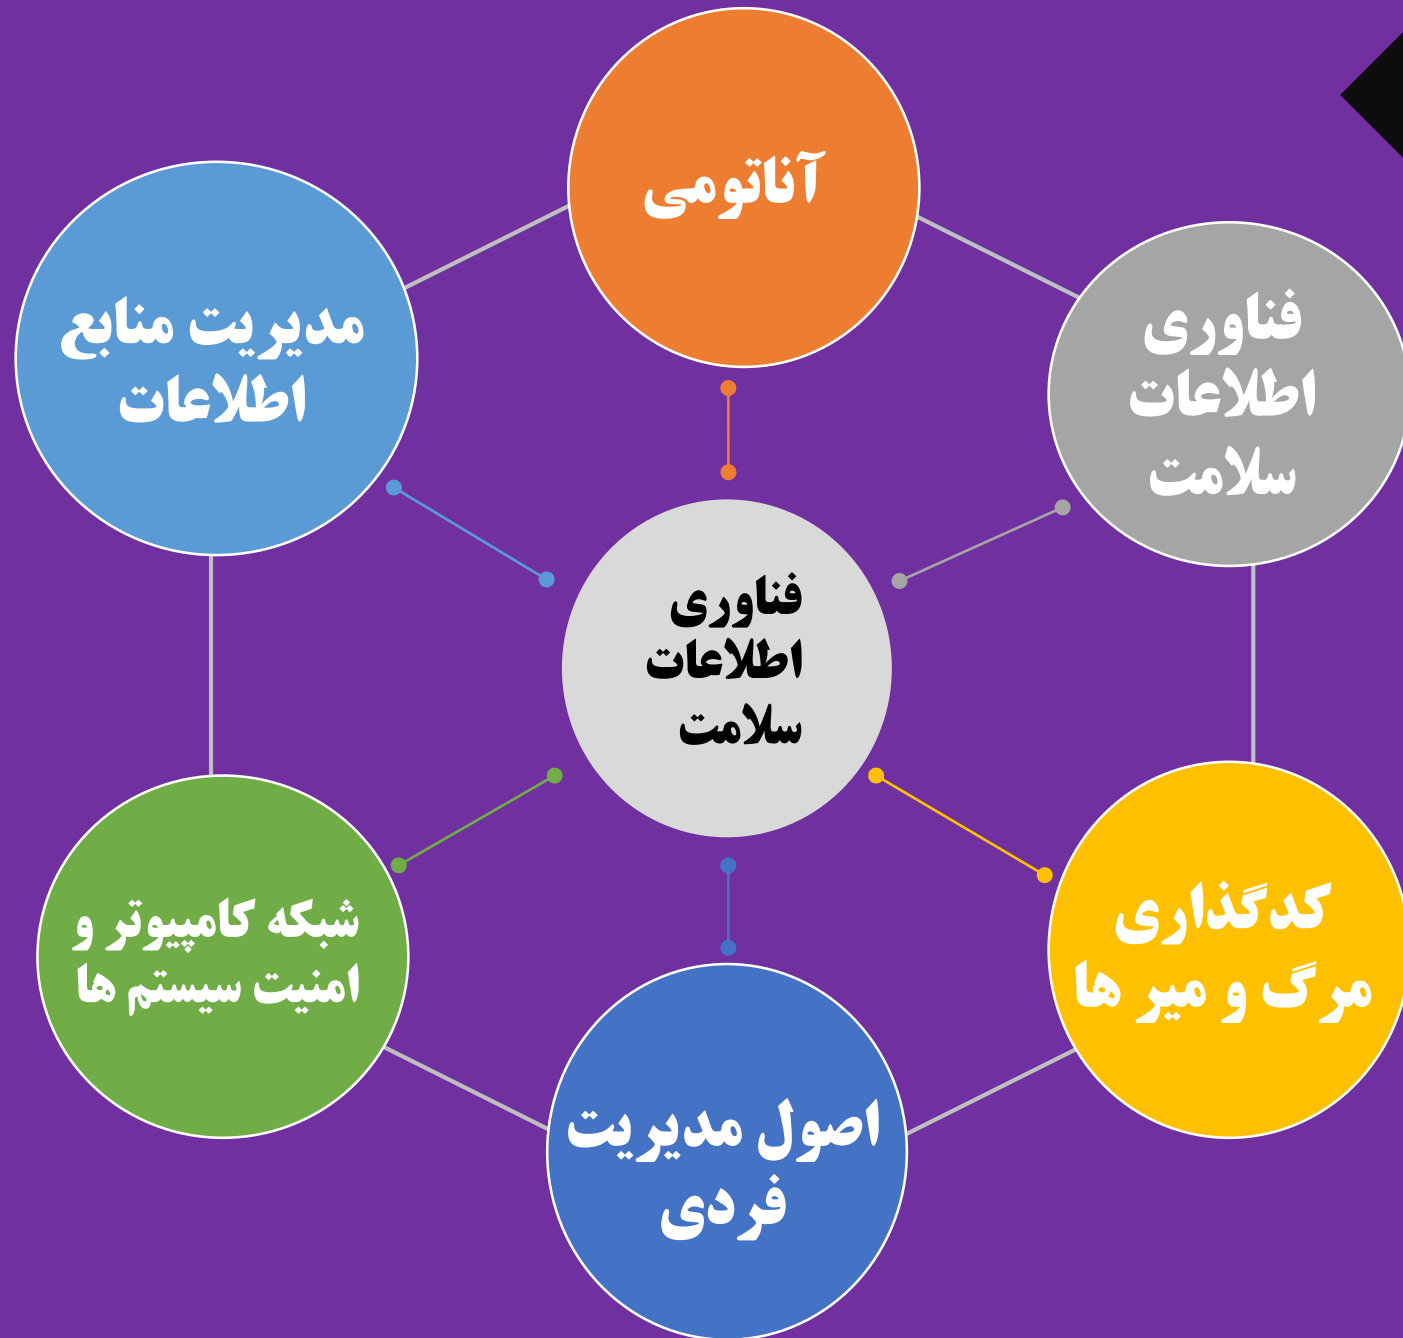 آناتومی
فناوری
اطلاعات
سلامت
مدیریت منابع
اطلاعات
فناوری
اطلاعات
سلامت
کدگذاری
مرگ و میر ها
شبکه کامپیوتر و
امنیت سیستم ها
اصول مدیریت
فردی